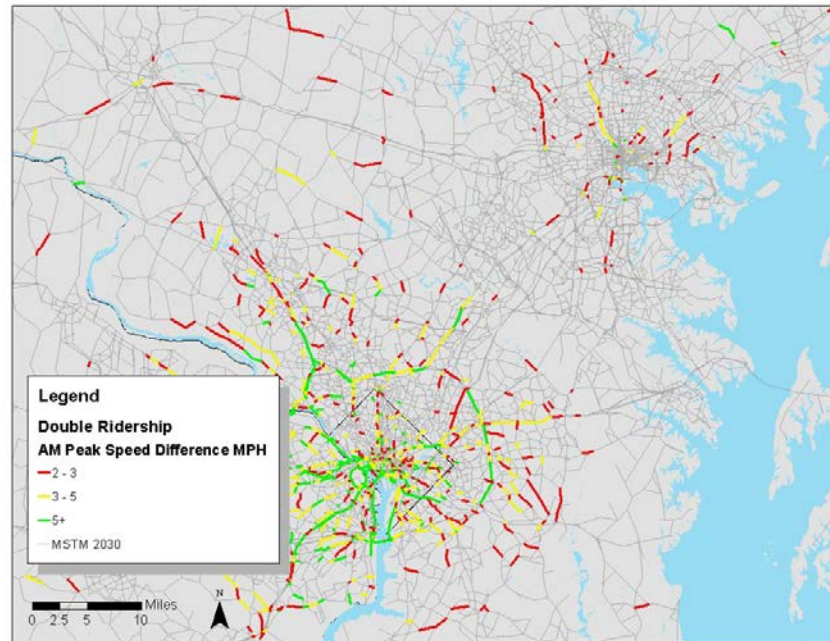 Legend
Double Ridership
AM Peak Speed Difference MPH
2 - 3
3 - 5
5+
MSTM 2030
N
Miles
0 2.5 5 10